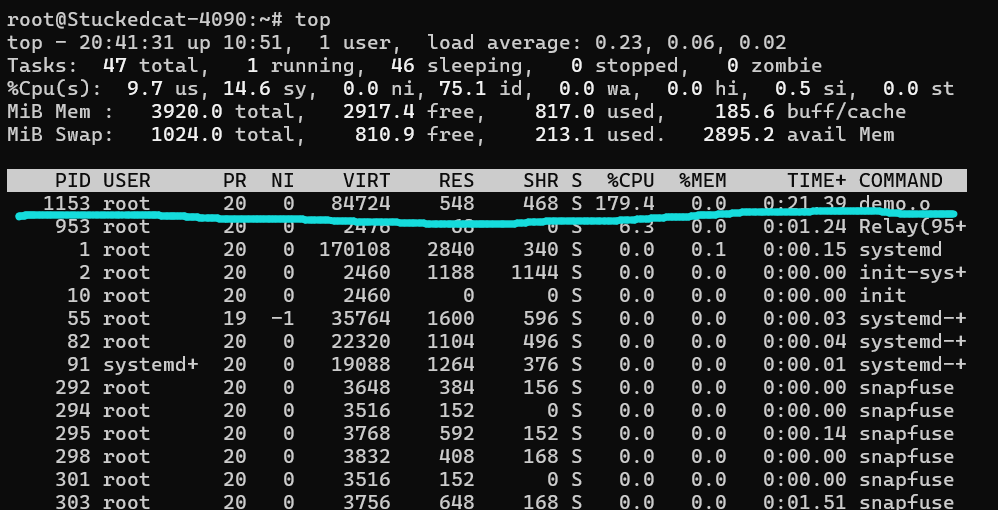 root@Stuckedcat-4090:~# top
top - 20:41:31 up 10:51,  1 user,  load average: 0.23, 0.06, 0.02
Tasks:  47 total,   1 running,  46 sleeping,   0 stopped,   0 zombie
%Cpu(s):  9.7 us, 14.6 sy,  0.0 ni, 75.1 id,  0.0 wa,  0.0 hi,  0.5 si,  0.0 st
MiB Mem :   3920.0 total,   2917.4 free,    817.0 used,    185.6 buff/cache
MiB Swap:   1024.0 total,    810.9 free,    213.1 used.   2895.2 avail Mem
PID USER      PR  NI    VIRT    RES    SHR S  %CPU  %MEM     TIME+ COMMAND
1153 root      20   0   84724    548    468 S 179.4   0.0   0:21.39 demo.o
953 root      20   0    2476     68      0 S   6.3   0.0   0:01.24 Relay(95+
1 root      20   0  170108   2840    340 S   0.0   0.1   0:00.15 systemd
2 root      20   0    2460   1188   1144 S   0.0   0.0   0:00.00 init-sys+
10 root      20   0    2460      0      0 S   0.0   0.0   0:00.00 init
55 root      19  -1   35764   1600    596 S   0.0   0.0   0:00.03 systemd-+
82 root      20   0   22320   1104    496 S   0.0   0.0   0:00.04 systemd-+
91 systemd+  20   0   19088   1264    376 S   0.0   0.0   0:00.01 systemd-+
292 root      20   0    3648    384    156 S   0.0   0.0   0:00.00 snapfuse
294 root      20   0    3516    152      0 S   0.0   0.0   0:00.00 snapfuse
295 root      20   0    3768    592    152 S   0.0   0.0   0:00.14 snapfuse
298 root      20   0    3832    408    168 S   0.0   0.0   0:00.00 snapfuse
301 root      20   0    3516    152      0 S   0.0   0.0   0:00.00 snapfuse
303 root      20   0    3756    648    168 S   0.0   0.0   0:01.51 snapfuse